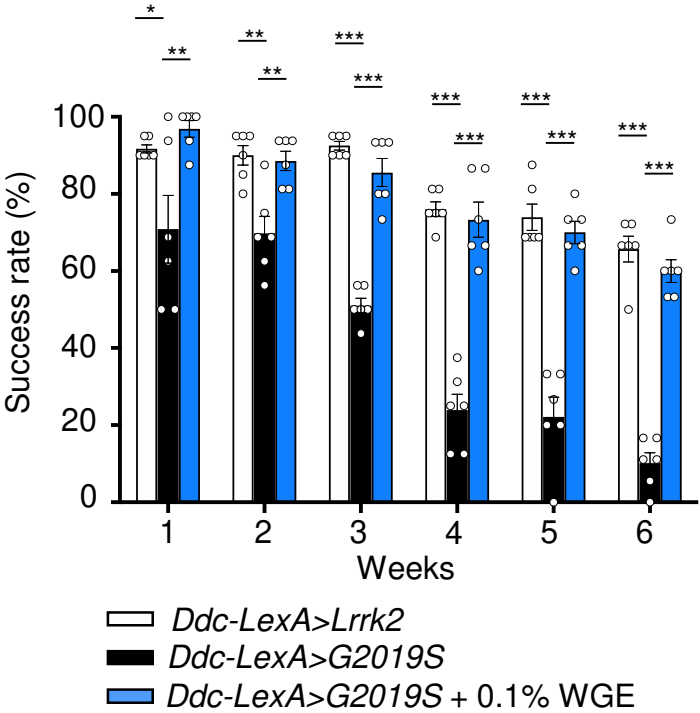 * ** *** *** *** ***
** ** *** *** *** ***
100
80
60
40
20
0
Success rate (%)
1 2 3 4 5 6
Weeks
Ddc-LexA>Lrrk2
Ddc-LexA>G2019S
Ddc-LexA>G2019S + 0.1% WGE